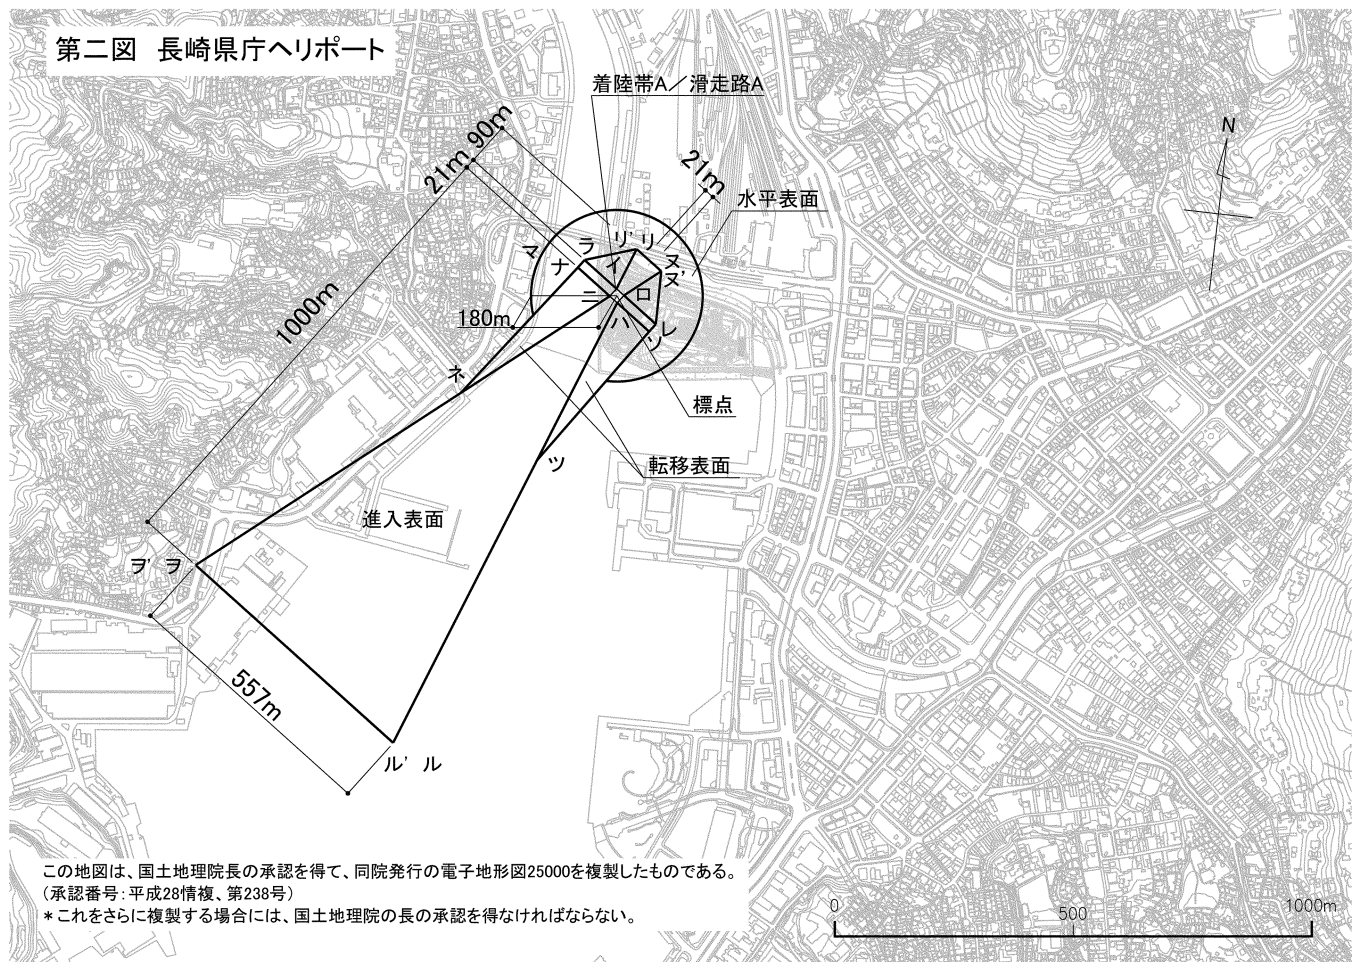 第二図　長崎県庁ヘリポート
着陸帯A／滑走路A
N
90m
21m
21m
水平表面
マ
ラ
リ' リ
ナ
イ
ヌ
ヌ'
ニ
ロ
1000m
180m
ハ
レ
ソ
ネ
標点
ツ
転移表面
進入表面
ヲ' ヲ
557m
ル' ル
この地図は、国土地理院長の承認を得て、同院発行の電子地形図25000を複製したものである。
（承認番号：平成28情複、第238号）
＊これをさらに複製する場合には、国土地理院の長の承認を得なければならない。
0 500 1000m